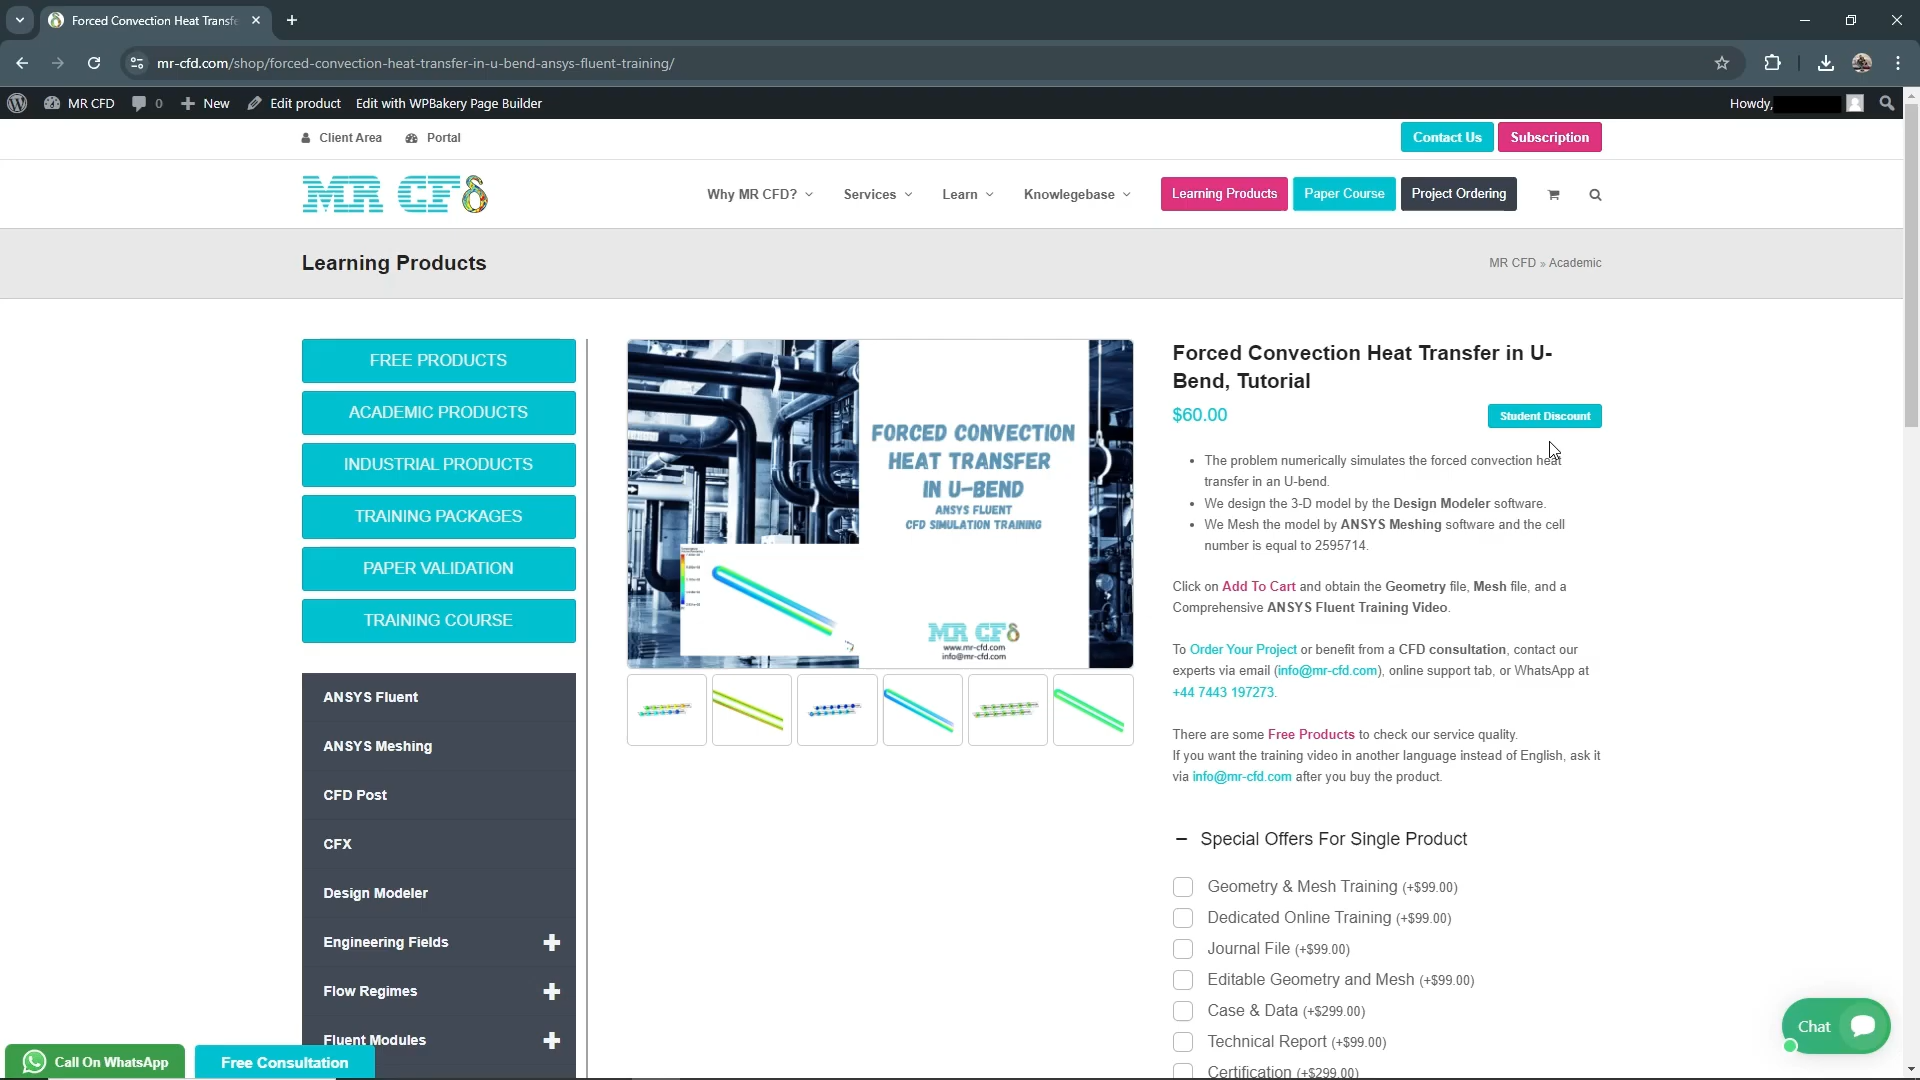 Forced Convection Heat Transfe
mr-cfd.com/shop/forced-convection-heat-transfer-in-u-bend-ansys-fluent-training/
MR CFD 0 New Edit product Edit with WPBakery Page Builder Howdy,
Client Area Portal Contact Us Subscription
MR CFD Why MR CFD? Services Learn Knowlegebase Learning Products Paper Course Project Ordering
Learning Products MR CFD » Academic
FREE PRODUCTS
ACADEMIC PRODUCTS
INDUSTRIAL PRODUCTS
TRAINING PACKAGES
PAPER VALIDATION
TRAINING COURSE
ANSYS Fluent
ANSYS Meshing
CFD Post
CFX
Design Modeler
Engineering Fields
Flow Regimes
Fluent Modules
FORCED CONVECTION
HEAT TRANSFER
IN U-BEND
ANSYS FLUENT
CFD SIMULATION TRAINING
MR CFD
www.mr-cfd.com
info@mr-cfd.com
Forced Convection Heat Transfer in U-
Bend, Tutorial
$60.00 Student Discount
• The problem numerically simulates the forced convection heat
transfer in an U-bend.
• We design the 3-D model by the Design Modeler software.
• We Mesh the model by ANSYS Meshing software and the cell
number is equal to 2595714.
Click on Add To Cart and obtain the Geometry file, Mesh file, and a
Comprehensive ANSYS Fluent Training Video.
To Order Your Project or benefit from a CFD consultation, contact our
experts via email (info@mr-cfd.com), online support tab, or WhatsApp at
+44 7443 197273.
There are some Free Products to check our service quality.
If you want the training video in another language instead of English, ask it
via info@mr-cfd.com after you buy the product.
Special Offers For Single Product
Geometry & Mesh Training (+$99.00)
Dedicated Online Training (+$99.00)
Journal File (+$99.00)
Editable Geometry and Mesh (+$99.00)
Case & Data (+$299.00)
Technical Report (+$99.00)
Certification (+$299.00)
Call On WhatsApp Free Consultation
Chat